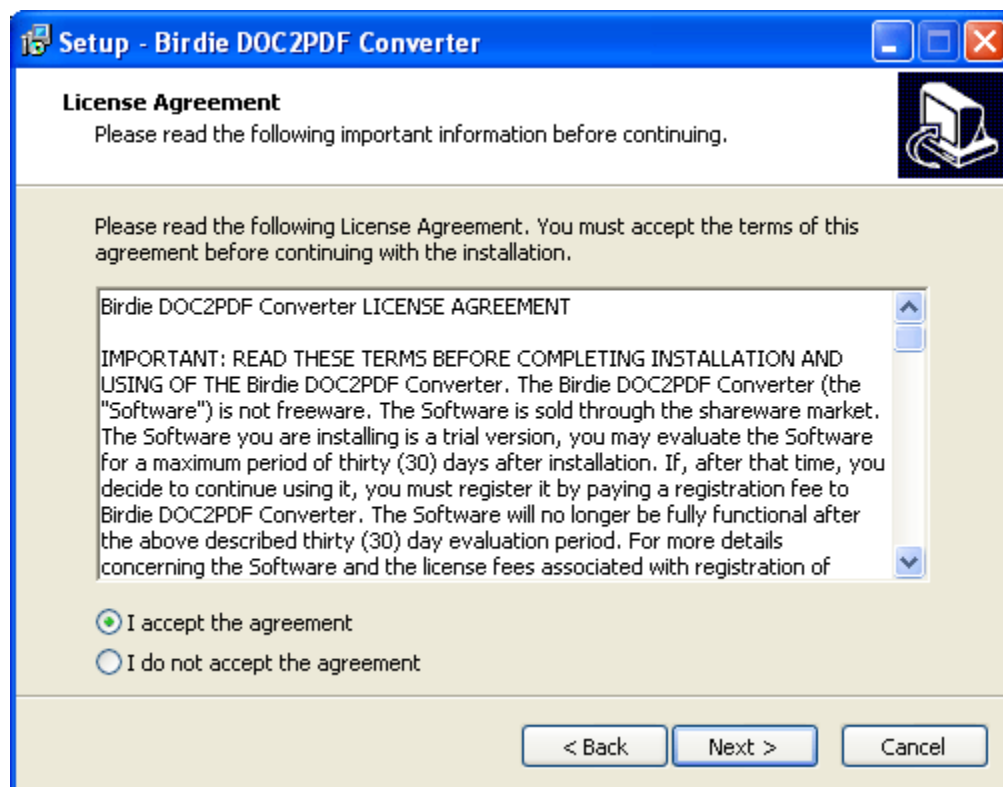 Setup - Birdie DOC2PDF Converter
License Agreement
Please read the following important information before continuing.
Please read the following License Agreement. You must accept the terms of this
agreement before continuing with the installation.
Birdie DOC2PDF Converter LICENSE AGREEMENT
IMPORTANT: READ THESE TERMS BEFORE COMPLETING INSTALLATION AND
USING OF THE Birdie DOC2PDF Converter. The Birdie DOC2PDF Converter (the
"Software") is not freeware. The Software is sold through the shareware market.
The Software you are installing is a trial version, you may evaluate the Software
for a maximum period of thirty (30) days after installation. If, after that time, you
decide to continue using it, you must register it by paying a registration fee to
Birdie DOC2PDF Converter. The Software will no longer be fully functional after
the above described thirty (30) day evaluation period. For more details
concerning the Software and the license fees associated with registration of
I accept the agreement
I do not accept the agreement
< Back
Next >
Cancel